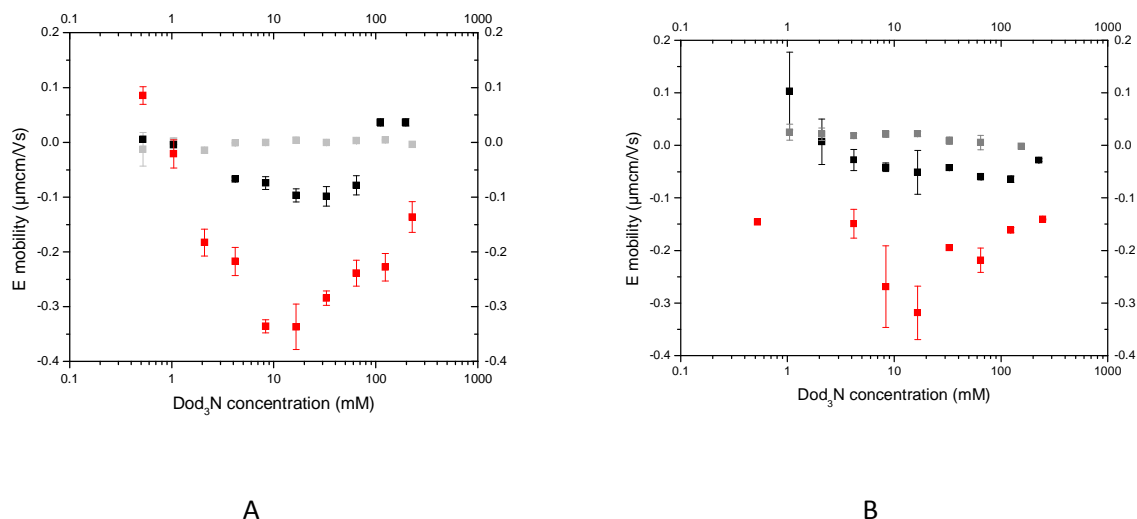 0.1 1 10 100 1000
0.2 0.2
0.1 0.1
0.0 0.0
-0.1 -0.1
-0.2 -0.2
-0.3 -0.3
-0.4 -0.4
0.1 1 10 100 1000
E mobility (µmcm/Vs)
Dod₃N concentration (mM)
A
0.1 1 10 100 1000
0.2 0.2
0.1 0.1
0.0 0.0
-0.1 -0.1
-0.2 -0.2
-0.3 -0.3
-0.4 -0.4
0.1 1 10 100 1000
E mobility (µmcm/Vs)
Dod₃N concentration (mM)
B